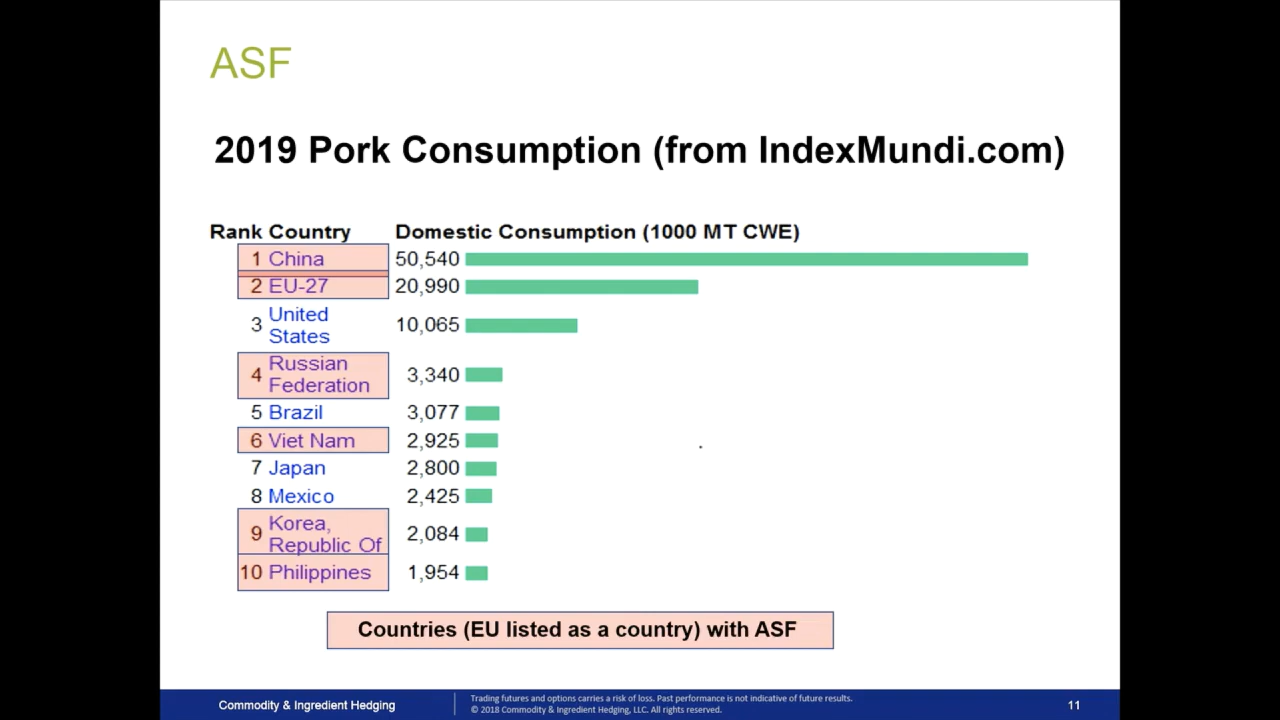 ASF
2019 Pork Consumption (from IndexMundi.com)
Rank Country Domestic Consumption (1000 MT CWE)
1 China 50,540
2 EU-27 20,990
3 United States 10,065
4 Russian Federation 3,340
5 Brazil 3,077
6 Viet Nam 2,925
7 Japan 2,800
8 Mexico 2,425
9 Korea, Republic Of 2,084
10 Philippines 1,954
Countries (EU listed as a country) with ASF
Commodity & Ingredient Hedging
Trading futures and options carries a risk of loss. Past performance is not indicative of future results.
© 2018 Commodity & Ingredient Hedging, LLC. All rights reserved.
11